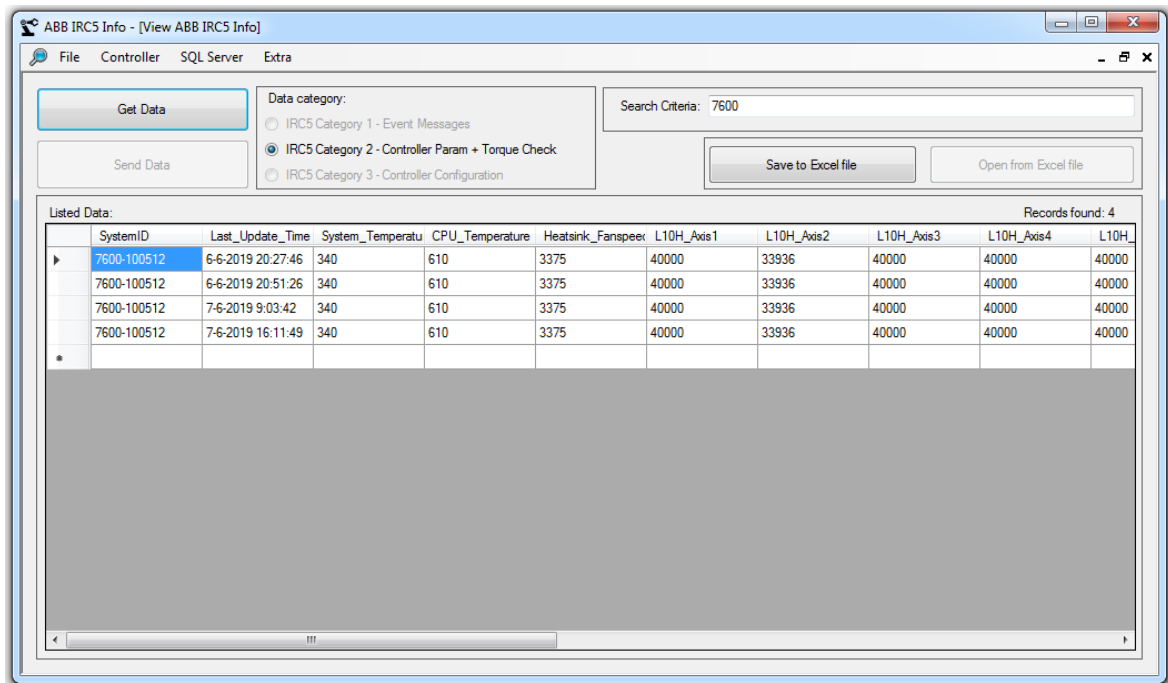 ABB IRC5 Info - [View ABB IRC5 Info]
File Controller SQL Server Extra
Get Data
Send Data
Data category:
IRC5 Category 1 - Event Messages
IRC5 Category 2 - Controller Param + Torque Check
IRC5 Category 3 - Controller Configuration
Search Criteria: 7600
Save to Excel file
Open from Excel file
Listed Data:
Records found: 4
SystemID Last_Update_Time System_Temperatu CPU_Temperature Heatsink_Fanspeed L10H_Axis1 L10H_Axis2 L10H_Axis3 L10H_Axis4 L10H_
7600-100512 6-6-2019 20:27:46 340 610 3375 40000 33936 40000 40000 40000
7600-100512 6-6-2019 20:51:26 340 610 3375 40000 33936 40000 40000 40000
7600-100512 7-6-2019 9:03:42 340 610 3375 40000 33936 40000 40000 40000
7600-100512 7-6-2019 16:11:49 340 610 3375 40000 33936 40000 40000 40000